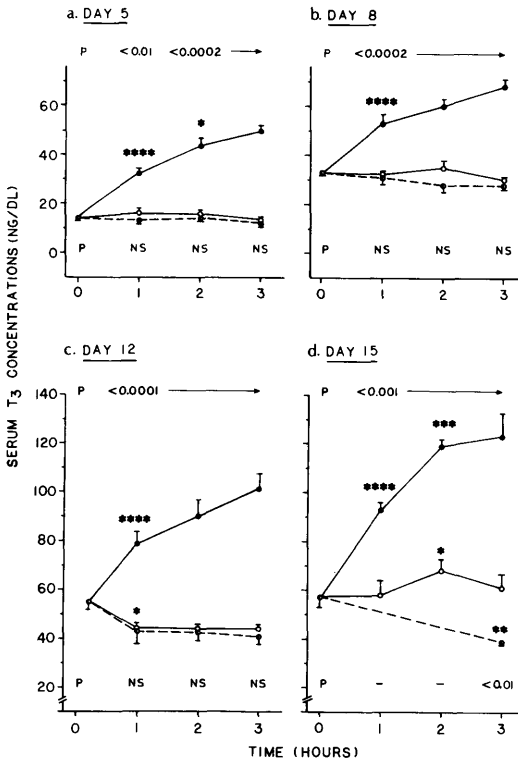 a. DAY 5
b. DAY 8
P <0.01 <0.0002
P <0.0002
****
*
****
60
40
20
0
P NS NS NS
P NS NS NS
0 1 2 3
0 1 2 3
SERUM T3 CONCENTRATIONS (NG/DL)
c. DAY 12
d. DAY 15
140
120
100
80
60
40
20
P <0.0001
P <0.001
****
*
****
***
*
**
P NS NS NS
P – – <0.01
0 1 2 3
0 1 2 3
TIME (HOURS)